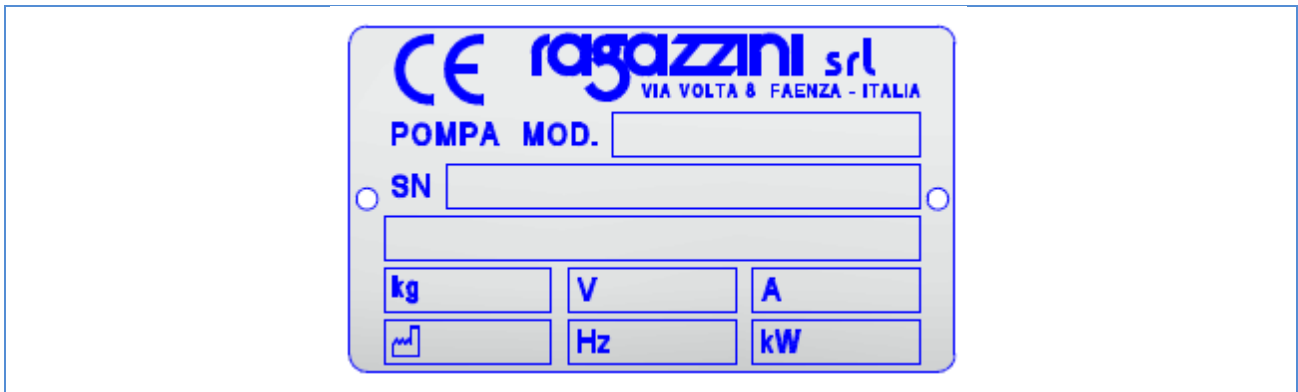 CE ragazzini srl
VIA VOLTA 8 FAENZA - ITALIA
POMPA MOD.
SN
kg V A
Hz kW